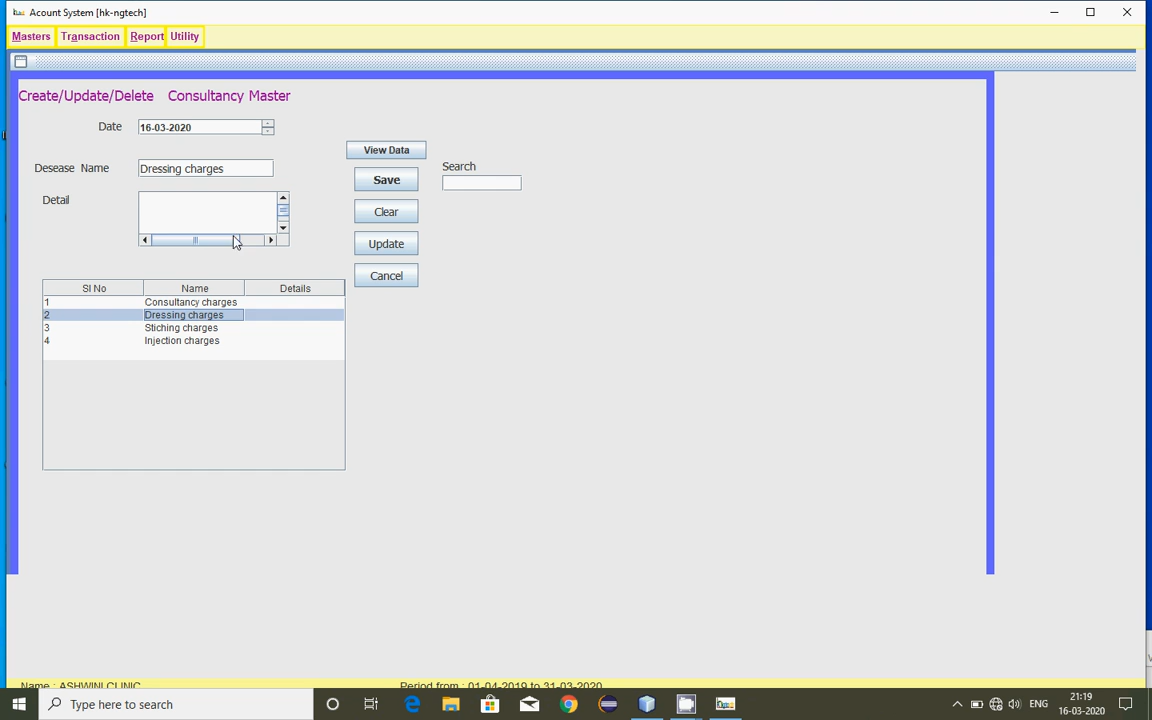 Acount System [hk-ngtech]
Masters Transaction Report Utility
Create/Update/Delete Consultancy Master
Date 16-03-2020
View Data
Desease Name Dressing charges
Search
Save
Detail
Clear
Update
Cancel
Sl No Name Details
1 Consultancy charges
2 Dressing charges
3 Stiching charges
4 Injection charges
Name : ASHWINI CLINIC Period from : 01-04-2019 to 31-03-2020
Type here to search
ENG
21:19
16-03-2020